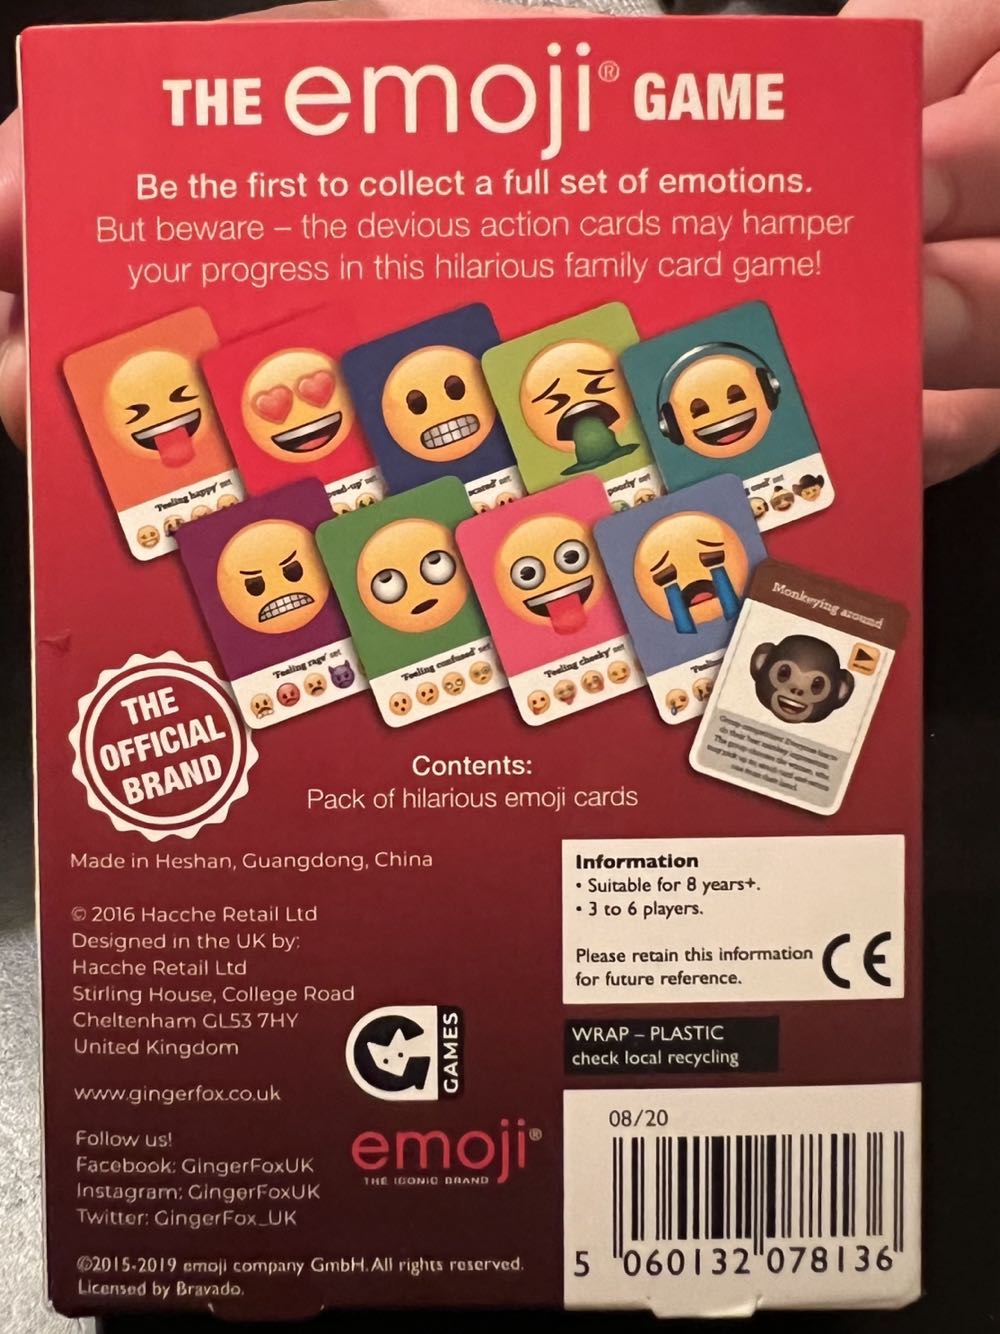 THE emoji® GAME
Be the first to collect a full set of emotions.
But beware – the devious action cards may hamper
your progress in this hilarious family card game!
'Feeling happy' set
scared' set
poorly' set
cool' set
'Feeling rage' set
'Feeling confused' set
'Feeling cheeky' set
Monkeying around
THE
OFFICIAL
BRAND
Contents:
Pack of hilarious emoji cards
Made in Heshan, Guangdong, China
© 2016 Hacche Retail Ltd
Designed in the UK by:
Hacche Retail Ltd
Stirling House, College Road
Cheltenham GL53 7HY
United Kingdom
www.gingerfox.co.uk
Follow us!
Facebook: GingerFoxUK
Instagram: GingerFoxUK
Twitter: GingerFox_UK
©2015-2019 emoji company GmbH. All rights reserved.
Licensed by Bravado.
G GAMES
emoji®
THE ICONIC BRAND
Information
• Suitable for 8 years+.
• 3 to 6 players.
Please retain this information
for future reference.
CE
WRAP – PLASTIC
check local recycling
08/20
5 060132 078136